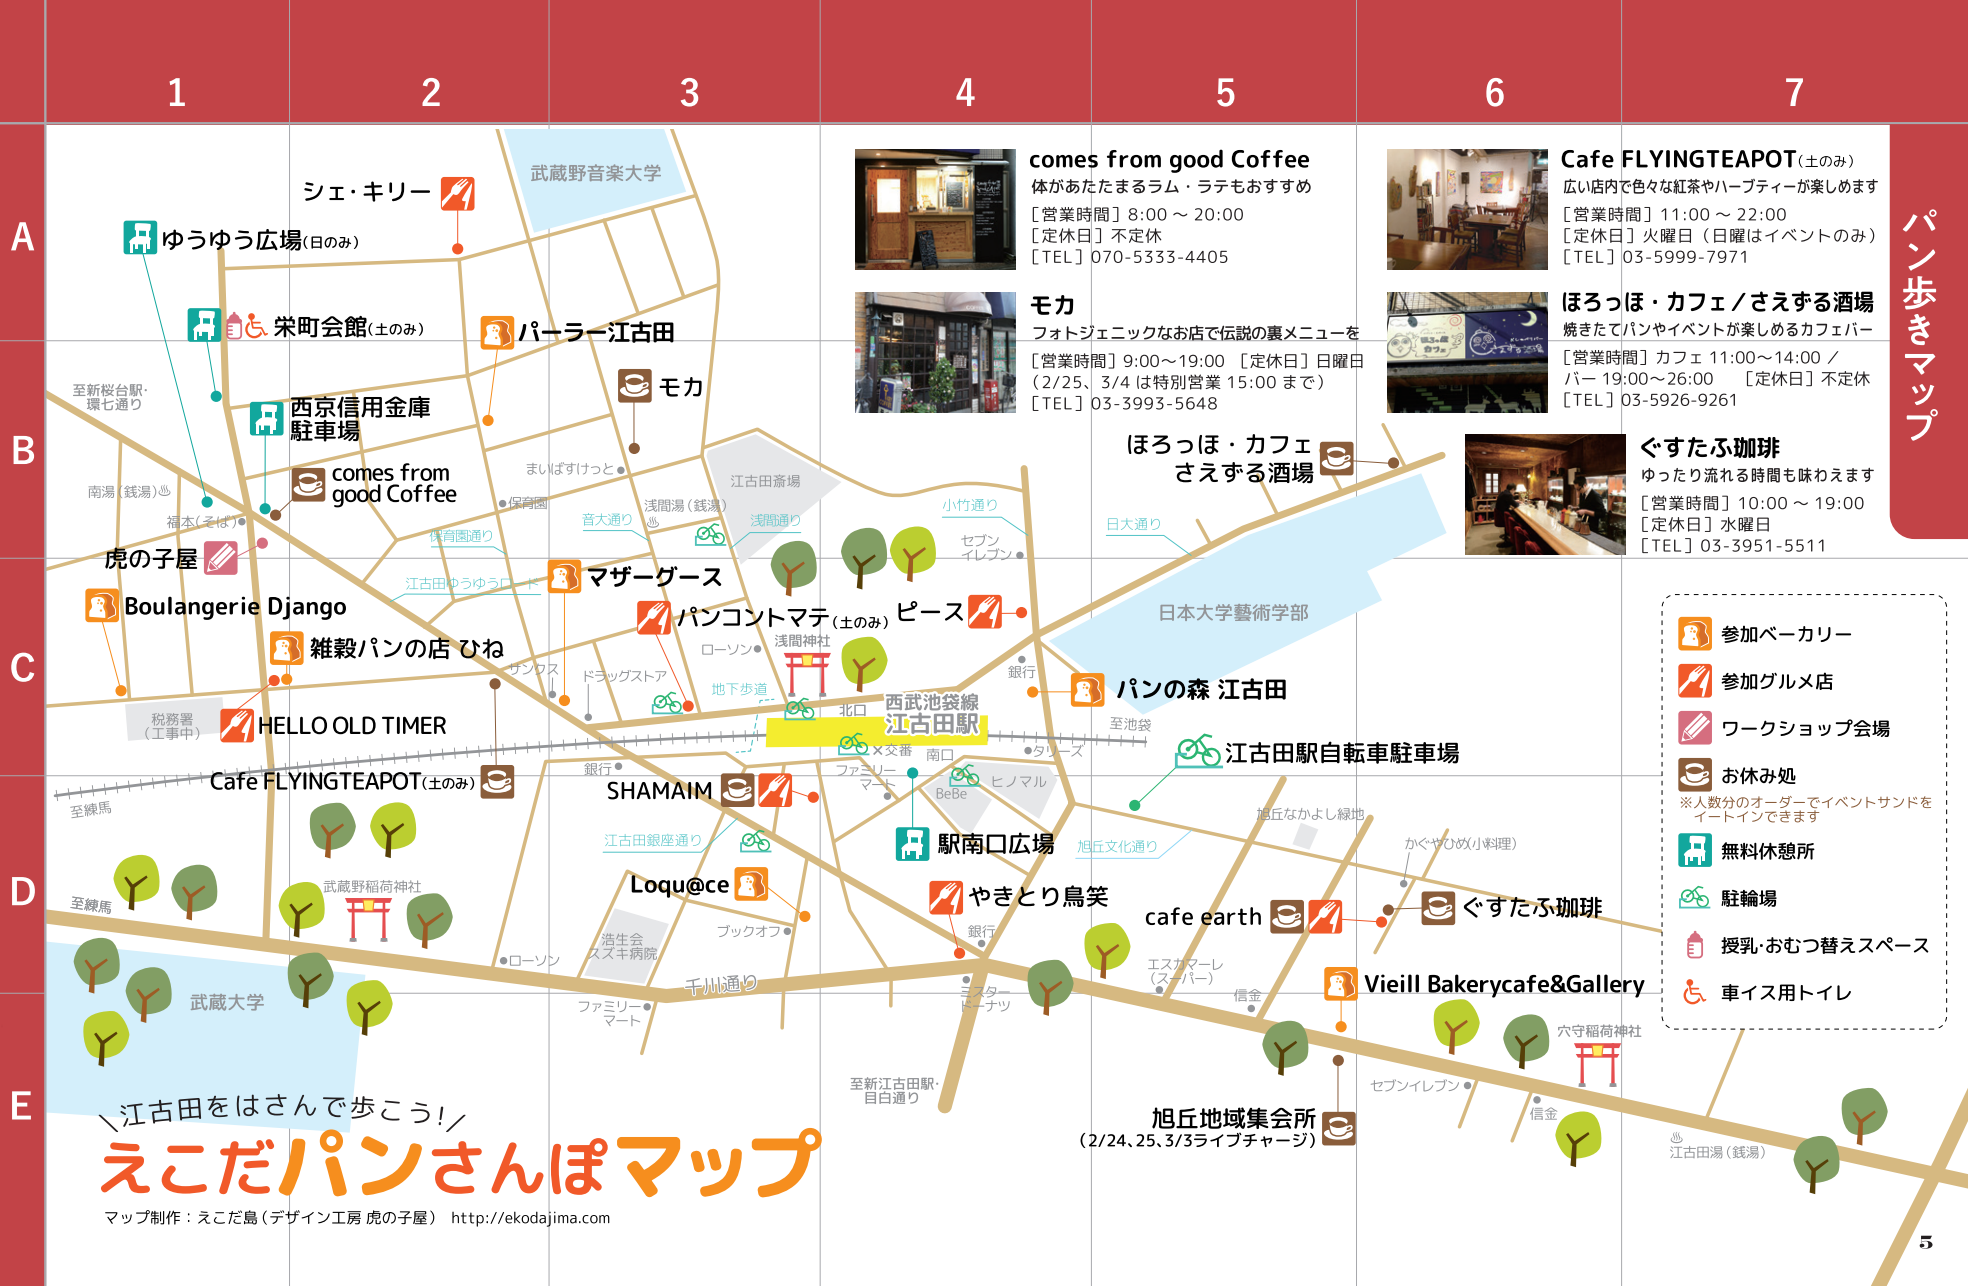 1
2
3
4
5
6
7
A
B
C
D
E
パン歩きマップ
comes from good Coffee
体があたたまるラム・ラテもおすすめ
［営業時間］8:00 ～ 20:00
［定休日］不定休
［TEL］070-5333-4405
モカ
フォトジェニックなお店で伝説の裏メニューを
［営業時間］9:00～19:00 ［定休日］日曜日
（2/25、3/4 は特別営業 15:00 まで）
［TEL］03-3993-5648
Cafe FLYINGTEAPOT(土のみ)
広い店内で色々な紅茶やハーブティーが楽しめます
［営業時間］11:00 ～ 22:00
［定休日］火曜日（日曜はイベントのみ）
［TEL］03-5999-7971
ほろっほ・カフェ／さえずる酒場
焼きたてパンやイベントが楽しめるカフェバー
［営業時間］カフェ 11:00～14:00 ／
バー 19:00～26:00 ［定休日］不定休
［TEL］03-5926-9261
ぐすたふ珈琲
ゆったり流れる時間も味わえます
［営業時間］10:00 ～ 19:00
［定休日］水曜日
［TEL］03-3951-5511
武蔵野音楽大学
シェ・キリー
ゆうゆう広場(日のみ)
栄町会館(土のみ)
パーラー江古田
モカ
至新桜台駅・
環七通り
西京信用金庫
駐車場
comes from
good Coffee
まいばすけっと
保育園
南湯(銭湯)
福本(そば)
保育園通り
音大通り
浅間湯(銭湯)
浅間通り
江古田斎場
小竹通り
セブン
イレブン
日大通り
ほろっほ・カフェ
さえずる酒場
虎の子屋
Boulangerie Django
江古田ゆうゆうロード
マザーグース
パンコントマテ(土のみ)
ピース
日本大学藝術学部
雑穀パンの店 ひね
サンクス
ドラッグストア
ローソン
浅間神社
地下歩道
銀行
パンの森 江古田
至池袋
税務署
(工事中)
HELLO OLD TIMER
北口
西武池袋線
江古田駅
×交番
南口
タリーズ
江古田駅自転車駐車場
Cafe FLYINGTEAPOT(土のみ)
至練馬
銀行
SHAMAIM
ファミリー
マート
BeBe
ヒノマル
旭丘なかよし緑地
江古田銀座通り
駅南口広場
旭丘文化通り
かぐやひめ(小料理)
武蔵野稲荷神社
Loqu@ce
やきとり鳥笑
cafe earth
ぐすたふ珈琲
至練馬
浩生会
スズキ病院
ブックオフ
銀行
ローソン
千川通り
エスカマーレ
(スーパー)
信金
Vieill Bakerycafe&Gallery
武蔵大学
ファミリー
マート
ミスター
ドーナツ
穴守稲荷神社
至新江古田駅・
目白通り
セブンイレブン
信金
旭丘地域集会所
(2/24、25、3/3ライブチャージ)
江古田湯(銭湯)
参加ベーカリー
参加グルメ店
ワークショップ会場
お休み処
※人数分のオーダーでイベントサンドを
イートインできます
無料休憩所
駐輪場
授乳・おむつ替えスペース
車イス用トイレ
＼江古田をはさんで歩こう!／
えこだパンさんぽマップ
マップ制作：えこだ島（デザイン工房 虎の子屋） http://ekodajima.com
5